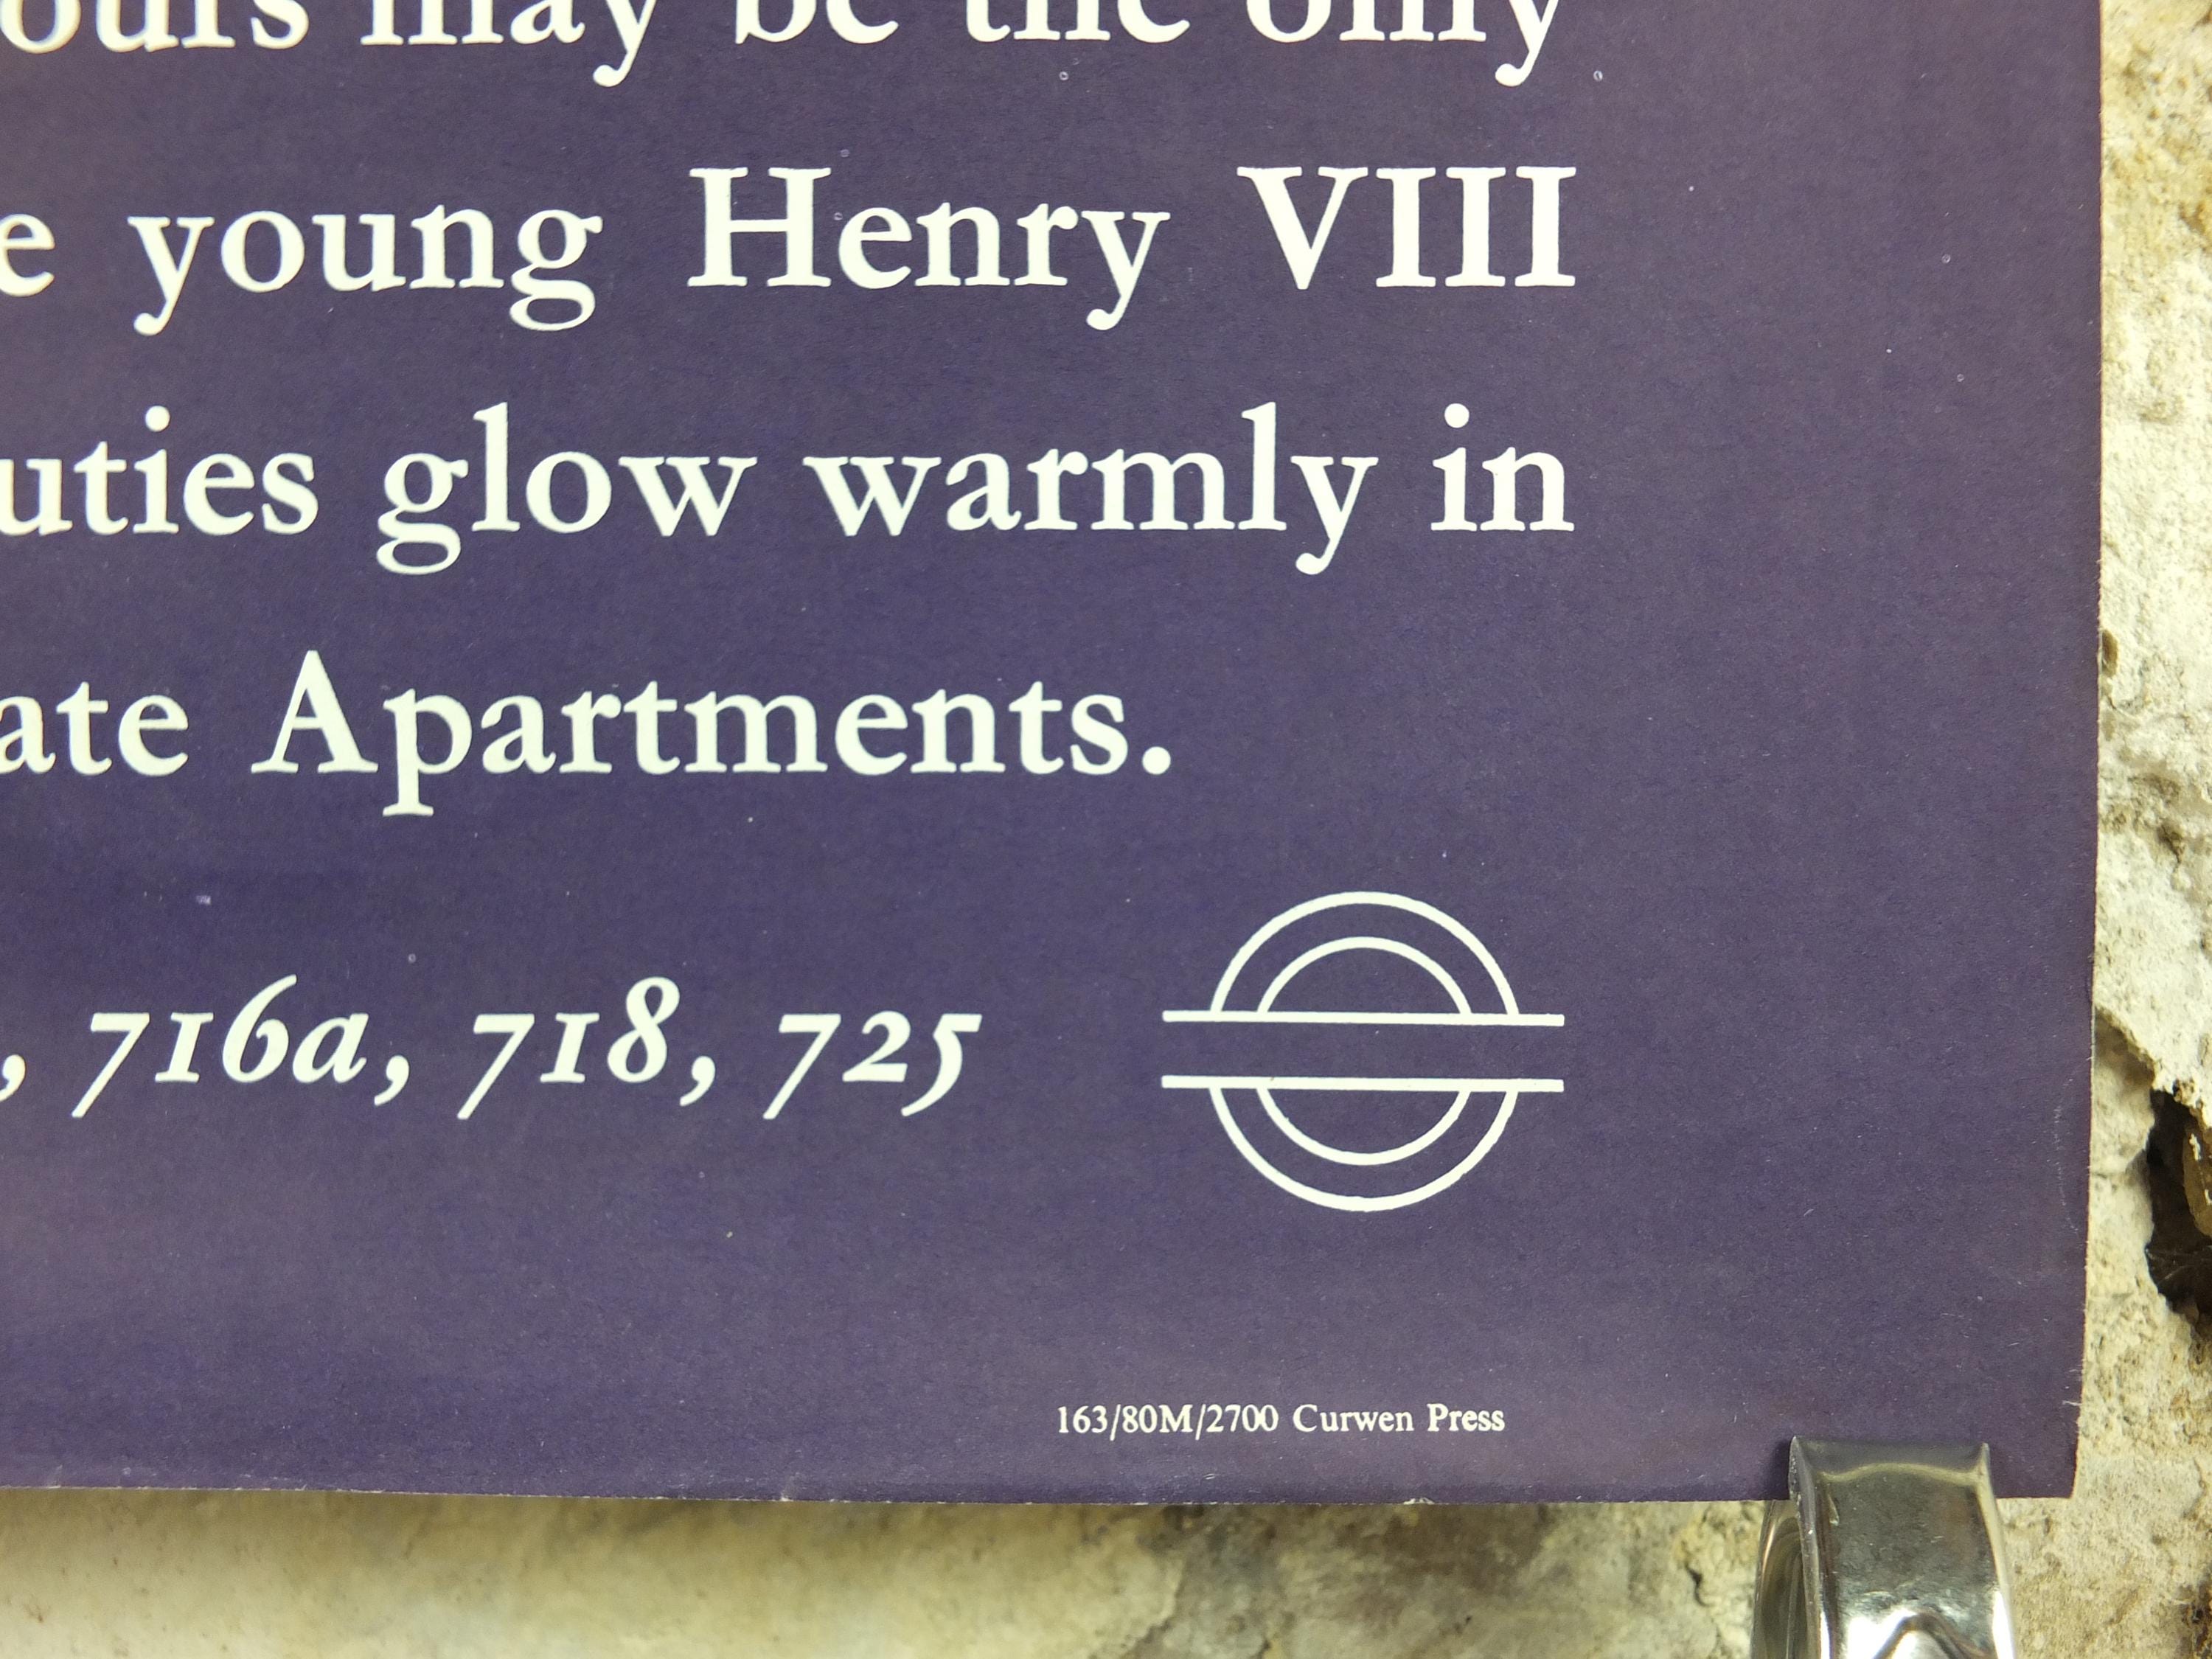 ours may be the only
e young Henry VIII
uties glow warmly in
ate Apartments.
, 716a, 718, 725
163/80M/2700 Curwen Press